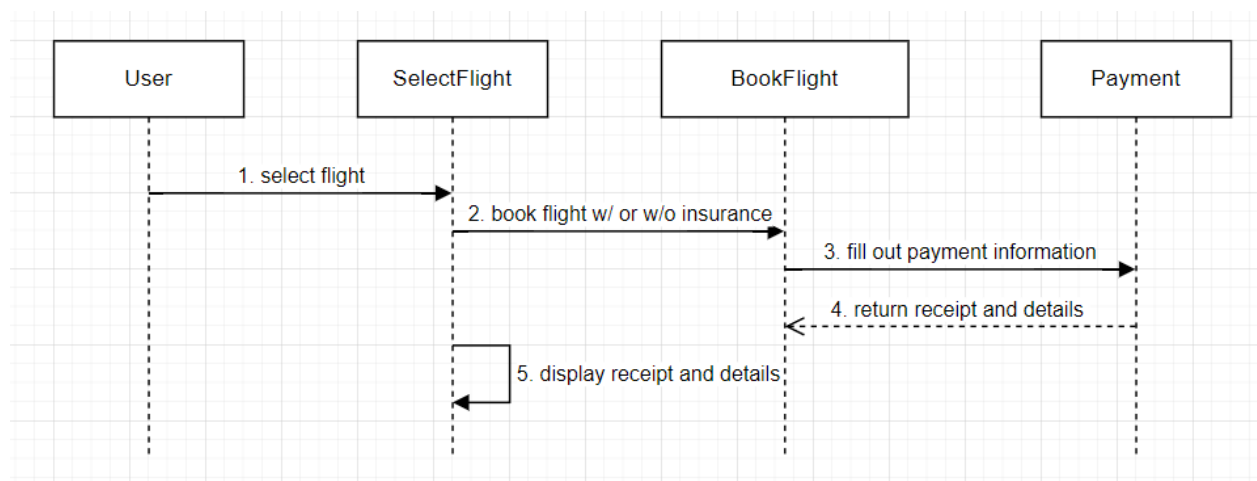 User
SelectFlight
BookFlight
Payment
1. select flight
2. book flight w/ or w/o insurance
3. fill out payment information
4. return receipt and details
5. display receipt and details